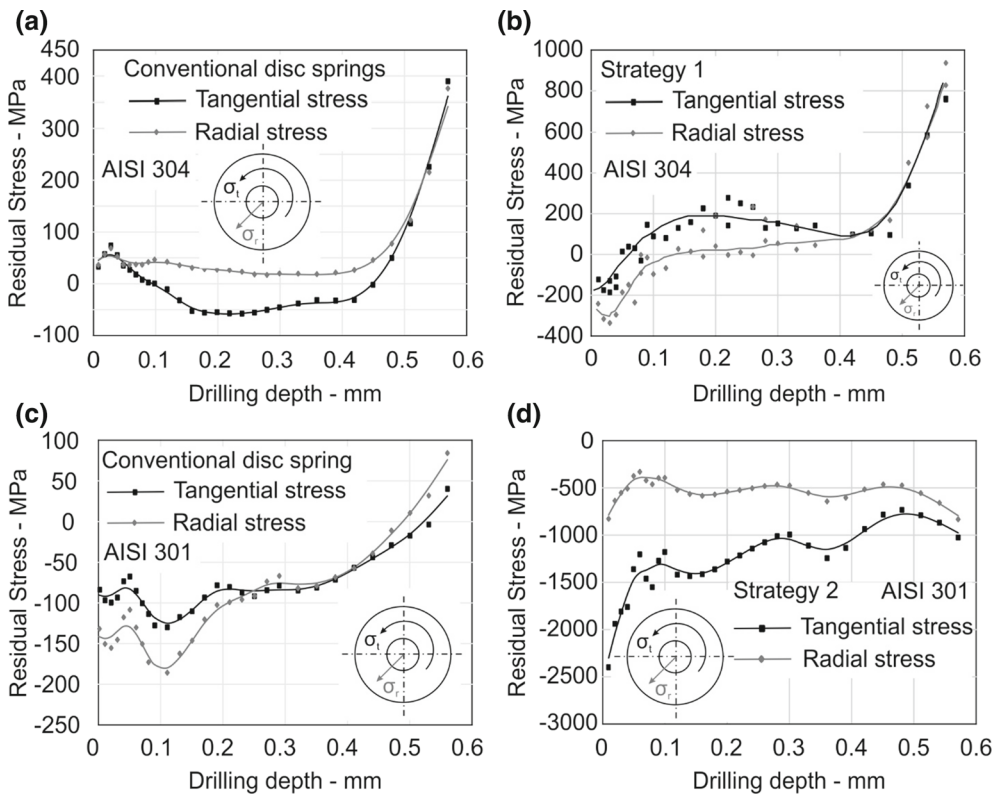 (a)
450
400
300
200
100
0
-100
Residual Stress - MPa
Conventional disc springs
Tangential stress
Radial stress
AISI 304
σt
σr
0 0.1 0.2 0.3 0.4 0.5 0.6
Drilling depth - mm
(b)
1000
800
600
400
200
0
-200
-400
Residual Stress - MPa
Strategy 1
Tangential stress
Radial stress
AISI 304
σt
σr
0 0.1 0.2 0.3 0.4 0.5 0.6
Drilling depth - mm
(c)
100
50
0
-50
-100
-150
-200
-250
Residual Stress - MPa
Conventional disc spring
Tangential stress
Radial stress
AISI 301
σt
σr
0 0.1 0.2 0.3 0.4 0.5 0.6
Drilling depth - mm
(d)
0
-500
-1000
-1500
-2000
-2500
-3000
Residual Stress - MPa
Strategy 2 AISI 301
Tangential stress
Radial stress
σt
σr
0 0.1 0.2 0.3 0.4 0.5 0.6
Drilling depth - mm